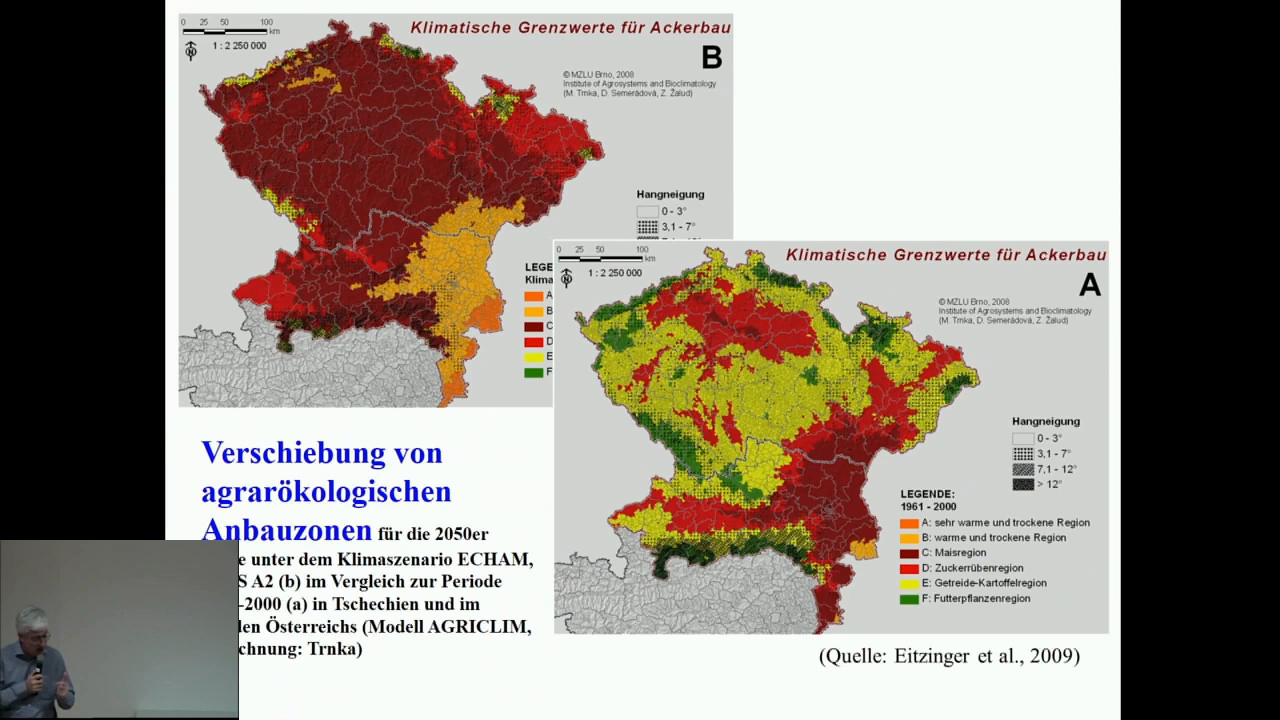 Klimatische Grenzwerte für Ackerbau
B
0 25 50 100
km
1 : 2 250 000
N
© MZLU Brno, 2008
Institute of Agrosystems and Bioclimatology
(M. Trnka, D. Semerádová, Z. Žalud)
Hangneigung
0 - 3°
3,1 - 7°
LEGE
Klima
A
B
C
D
E
F
Klimatische Grenzwerte für Ackerbau
A
0 25 50 100
km
1 : 2 250 000
N
© MZLU Brno, 2008
Institute of Agrosystems and Bioclimatology
(M. Trnka, D. Semerádová, Z. Žalud)
Hangneigung
0 - 3°
3,1 - 7°
7,1 - 12°
> 12°
LEGENDE:
1961 - 2000
A: sehr warme und trockene Region
B: warme und trockene Region
C: Maisregion
D: Zuckerrübenregion
E: Getreide-Kartoffelregion
F: Futterpflanzenregion
Verschiebung von
agrarökologischen
Anbauzonen für die 2050er
e unter dem Klimaszenario ECHAM,
S A2 (b) im Vergleich zur Periode
-2000 (a) in Tschechien und im
den Österreichs (Modell AGRICLIM,
chnung: Trnka)
(Quelle: Eitzinger et al., 2009)